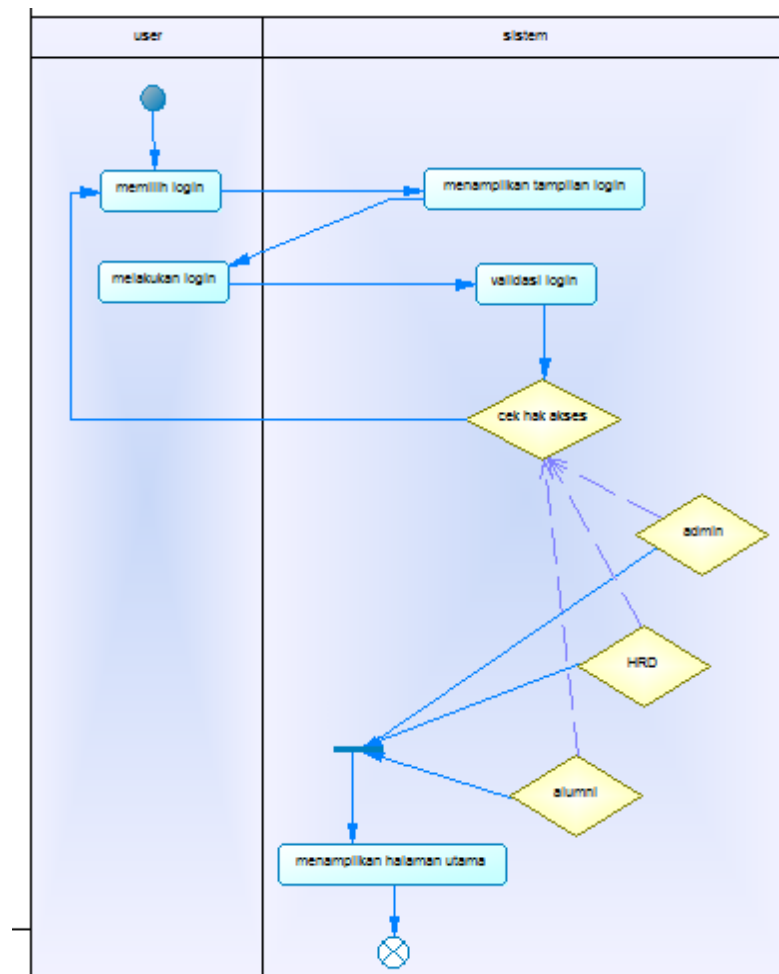 user
sistem
memilih login
menampilkan tampilan login
melakukan login
validasi login
cek hak akses
admin
HRD
alumni
menampilkan halaman utama